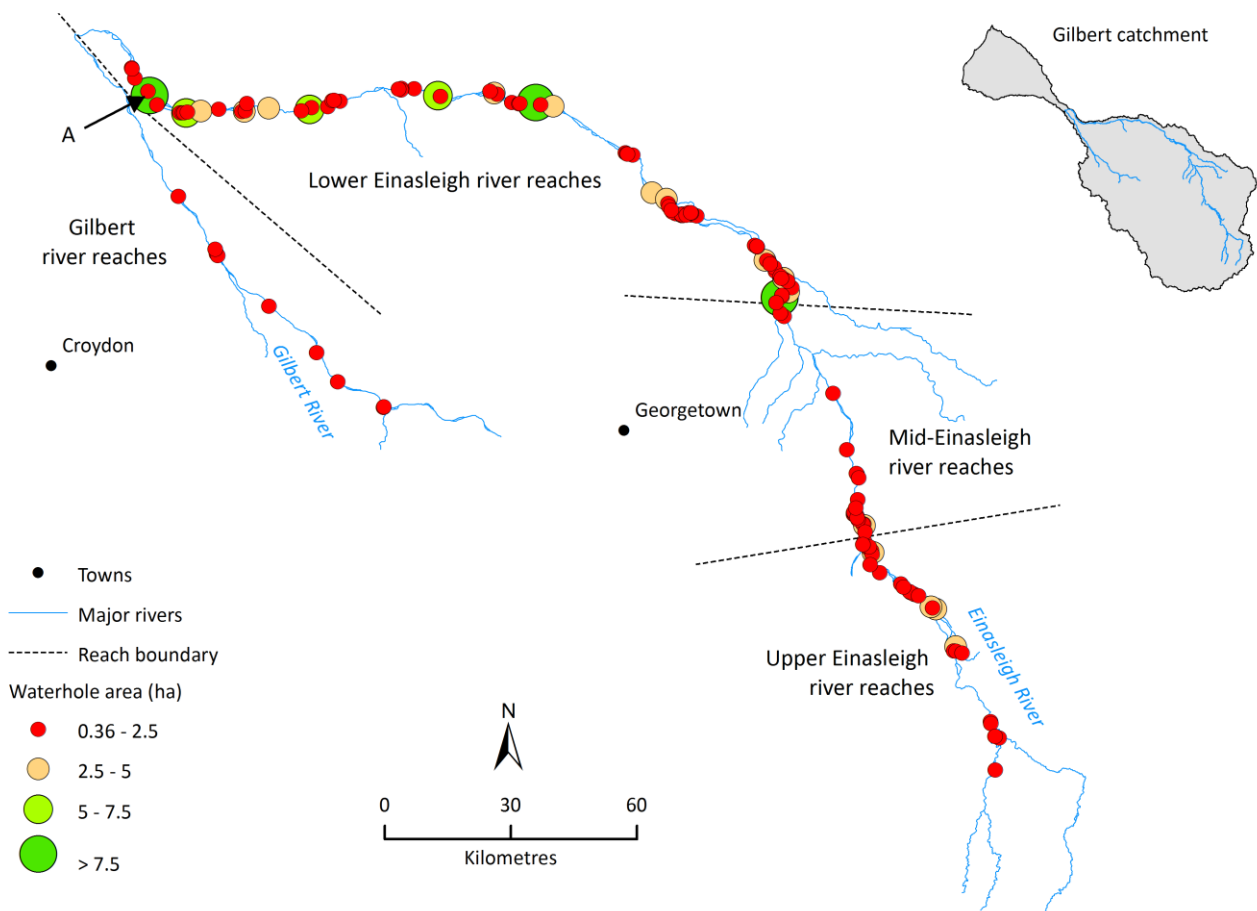 Gilbert catchment
A
Lower Einasleigh river reaches
Gilbert
river reaches
Croydon
Gilbert River
Georgetown
Mid-Einasleigh
river reaches
Towns
Major rivers
Reach boundary
Waterhole area (ha)
0.36 - 2.5
2.5 - 5
5 - 7.5
> 7.5
N
0 30 60
Kilometres
Upper Einasleigh
river reaches
Einasleigh River